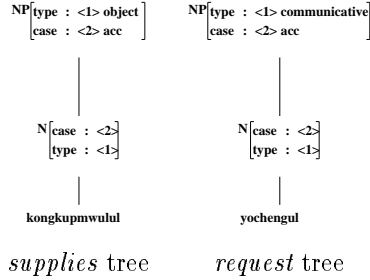 NP[type : <1> object] NP[type : <1> communicative]
[case : <2> acc] [case : <2> acc]
N[case : <2>] N[case : <2>]
[type : <1>] [type : <1>]
kongkupmwulul yochengul
supplies tree request tree